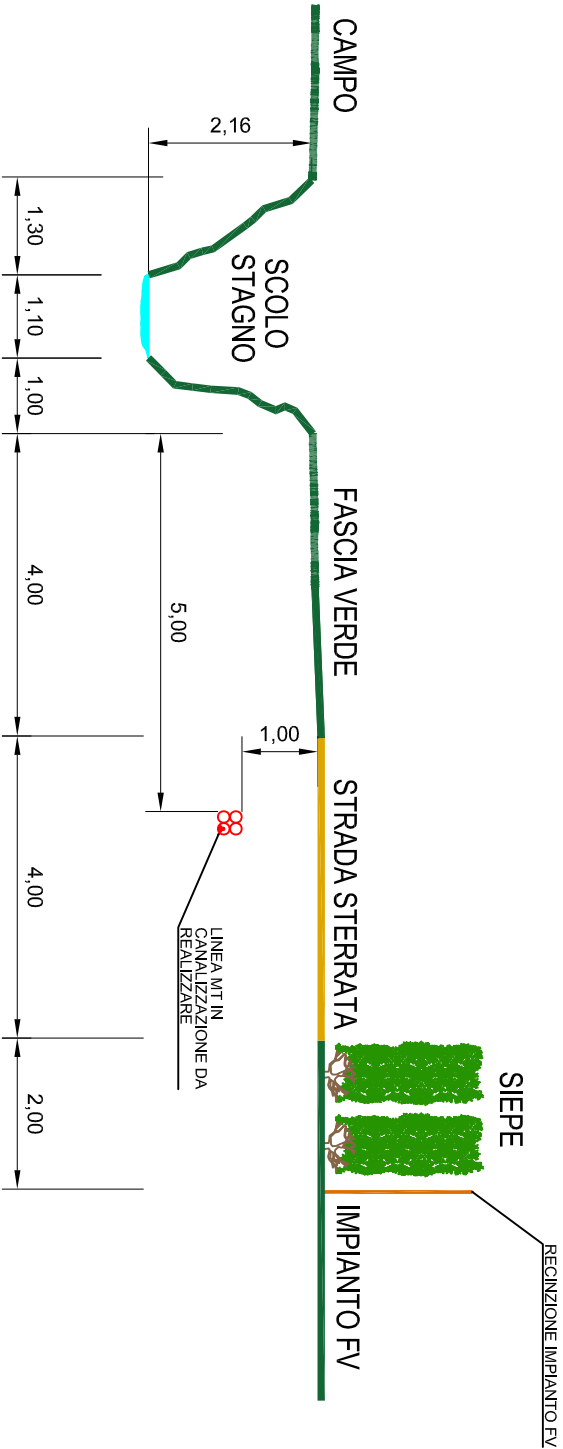 CAMPO
SCOLO
STAGNO
FASCIA VERDE
STRADA STERRATA
SIEPE
IMPIANTO FV
RECINZIONE IMPIANTO FV
2,16
1,00
5,00
LINEA MT IN
CANALIZZAZIONE DA
REALIZZARE
1,30
1,10
1,00
4,00
4,00
2,00